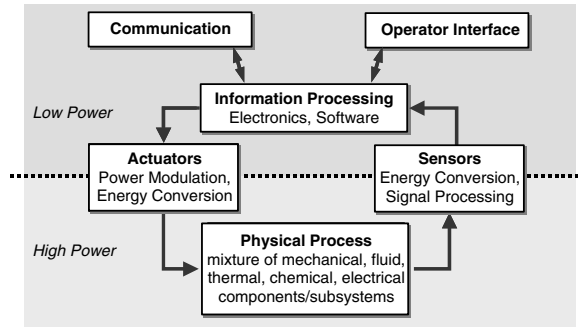 Communication
Operator Interface
Information Processing
Electronics, Software
Low Power
Actuators
Power Modulation,
Energy Conversion
Sensors
Energy Conversion,
Signal Processing
High Power
Physical Process
mixture of mechanical, fluid,
thermal, chemical, electrical
components/subsystems